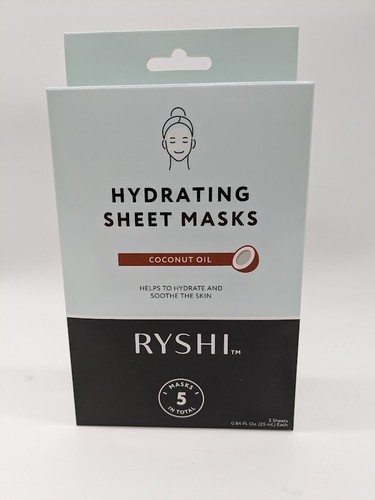 HYDRATING
SHEET MASKS
COCONUT OIL
HELPS TO HYDRATE AND
SOOTHE THE SKIN
RYSHI™
MASKS
5
IN TOTAL
5 Sheets
0.84 Fl. Oz. (25 mL) Each